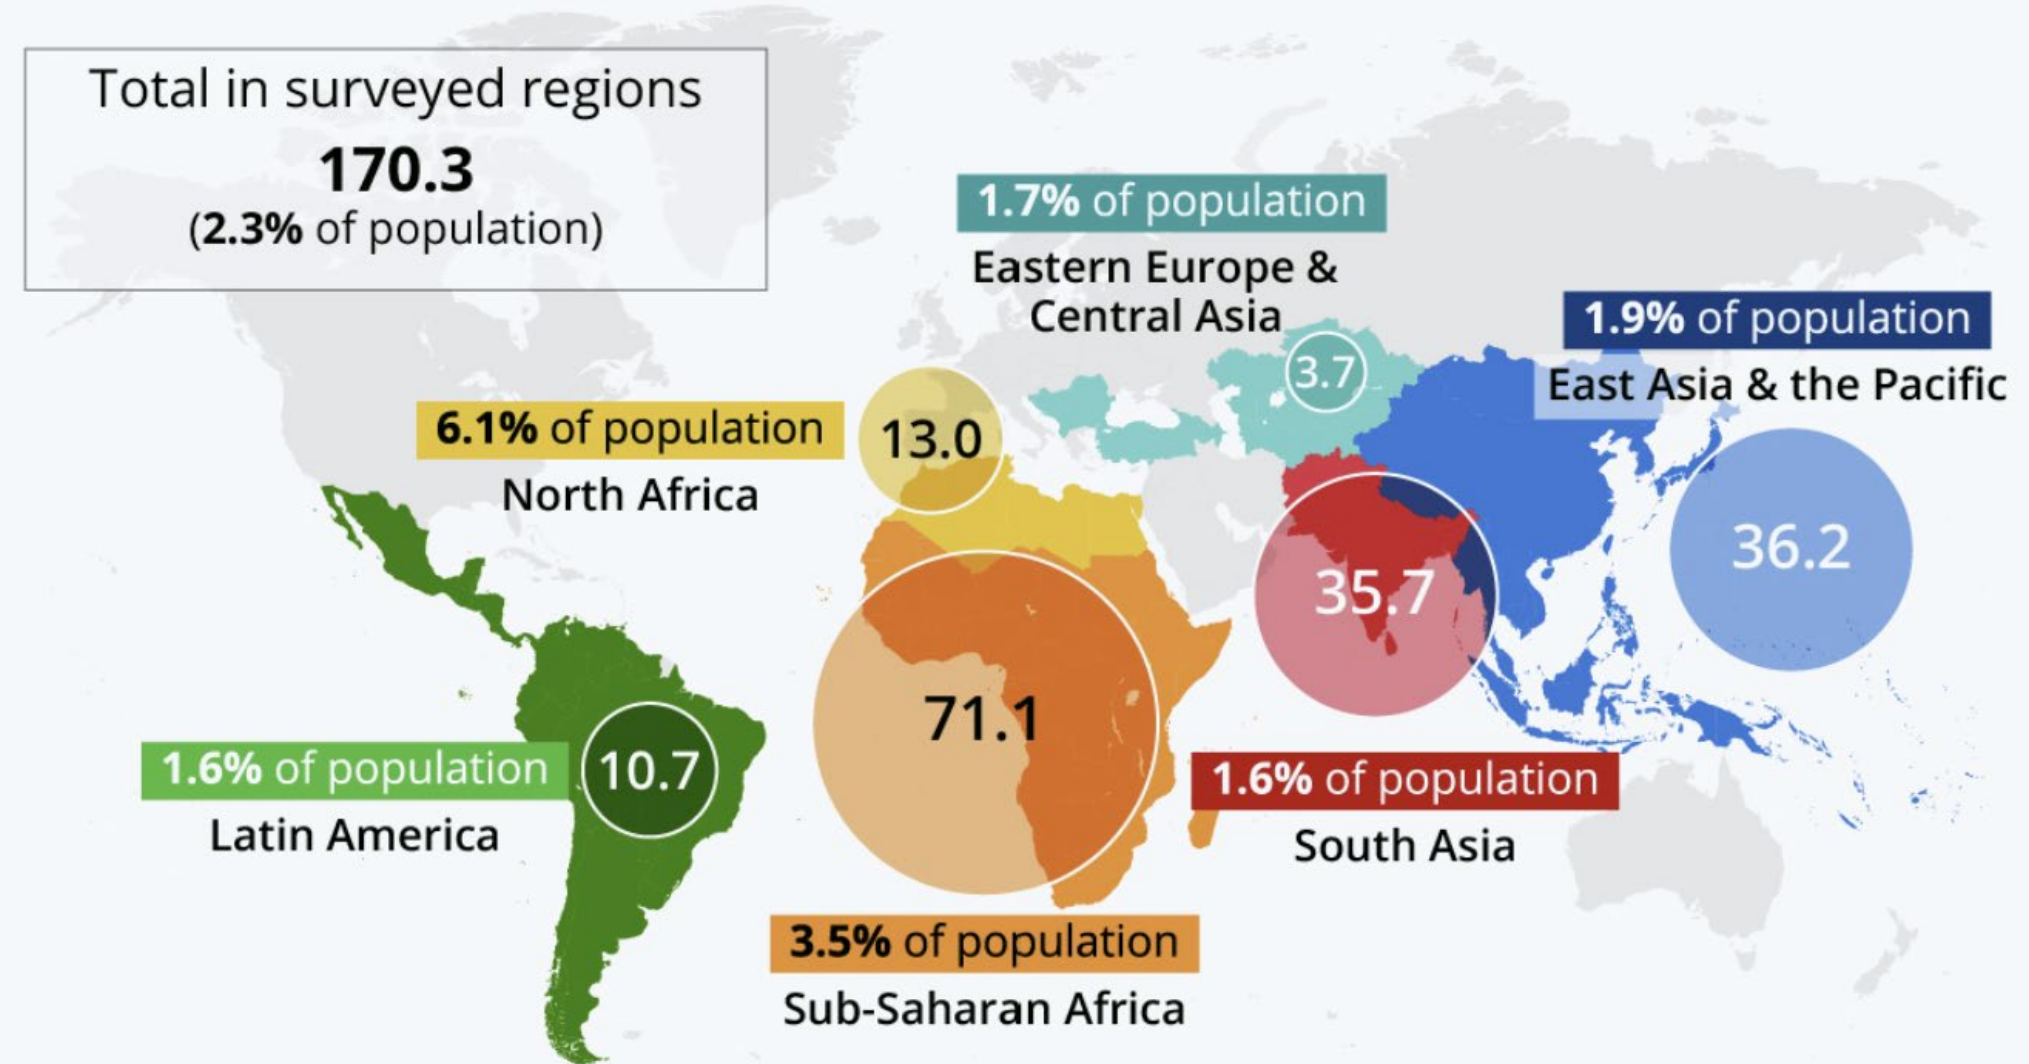 Total in surveyed regions
170.3
(2.3% of population)
1.7% of population
Eastern Europe &
Central Asia
3.7
1.9% of population
East Asia & the Pacific
36.2
6.1% of population
13.0
North Africa
35.7
71.1
1.6% of population
10.7
Latin America
1.6% of population
South Asia
3.5% of population
Sub-Saharan Africa